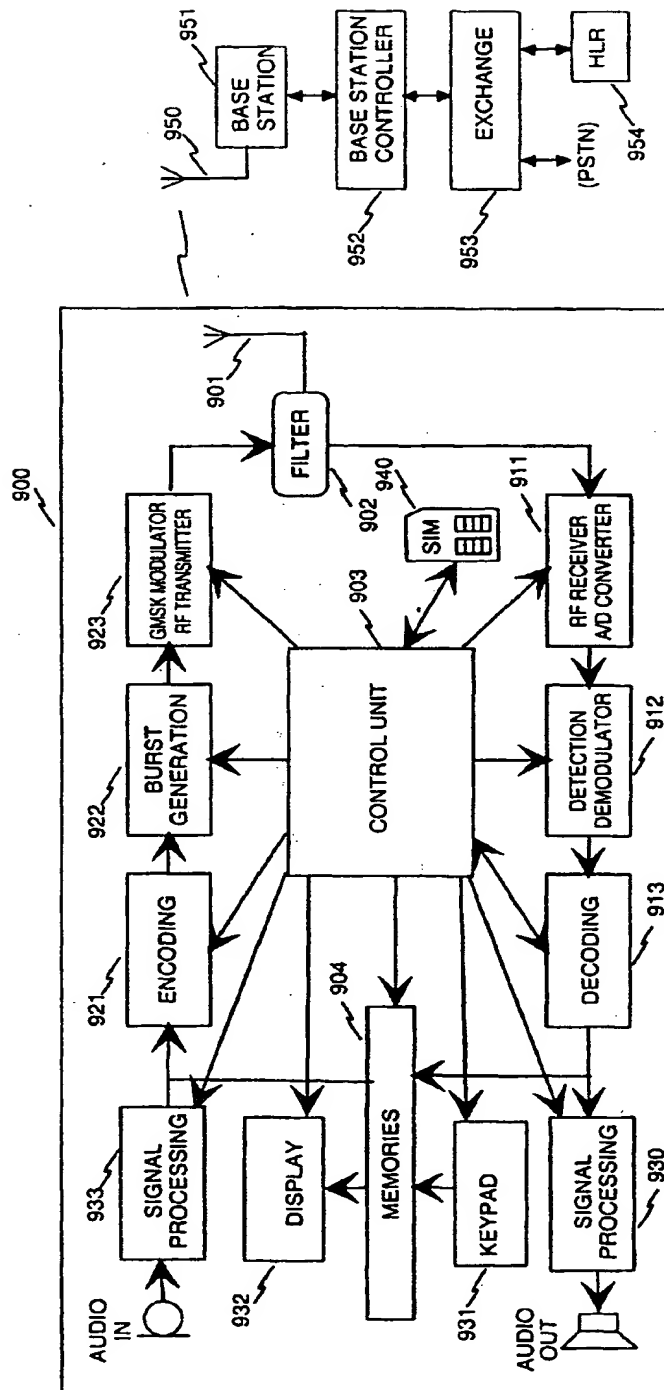 900
AUDIO IN
933
SIGNAL
PROCESSING
921
ENCODING
922
BURST
GENERATION
923
GMSK MODULATOR
RF TRANSMITTER
901
FILTER
902
932
DISPLAY
904
MEMORIES
903
CONTROL UNIT
940
SIM
931
KEYPAD
AUDIO
OUT
930
SIGNAL
PROCESSING
913
DECODING
912
DETECTION
DEMODULATOR
911
RF RECEIVER
A/D CONVERTER
950
951
BASE
STATION
952
BASE STATION
CONTROLLER
953
EXCHANGE
(PSTN)
HLR
954